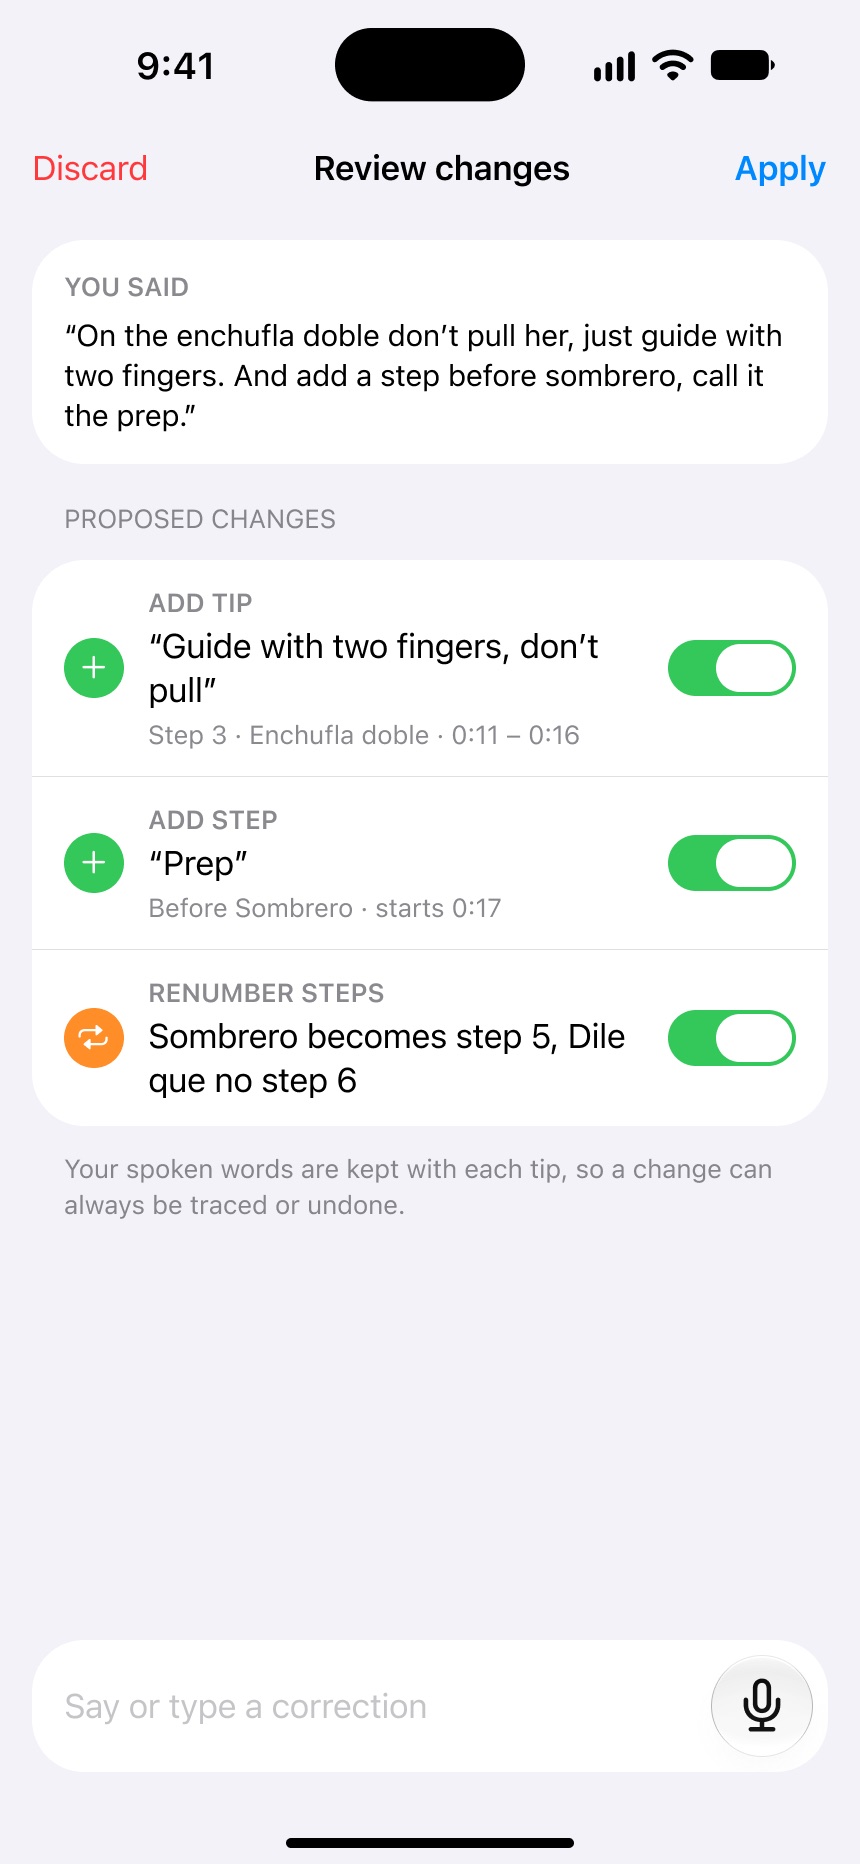 9:41
Discard
Review changes
Apply
YOU SAID
“On the enchufla doble don’t pull her, just guide with
two fingers. And add a step before sombrero, call it
the prep.”
PROPOSED CHANGES
ADD TIP
“Guide with two fingers, don’t
pull”
Step 3 · Enchufla doble · 0:11 – 0:16
ADD STEP
“Prep”
Before Sombrero · starts 0:17
RENUMBER STEPS
Sombrero becomes step 5, Dile
que no step 6
Your spoken words are kept with each tip, so a change can
always be traced or undone.
Say or type a correction